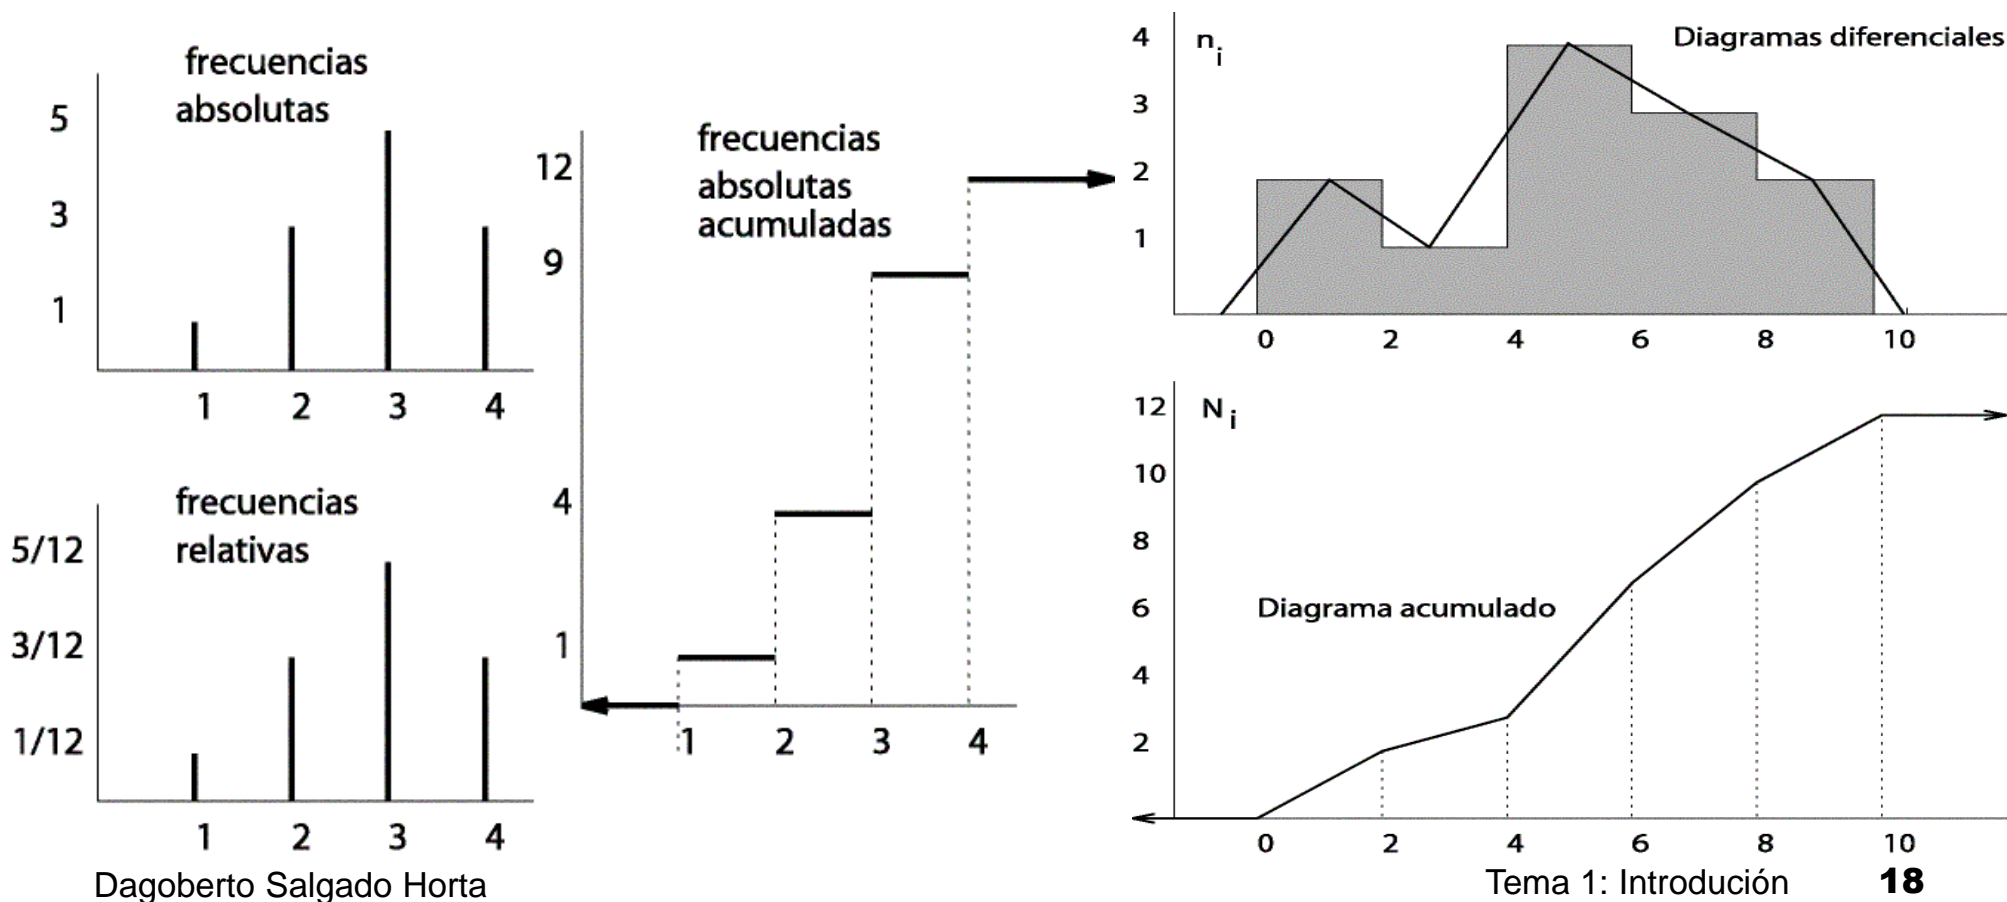 frecuencias
absolutas
5
3
1
1 2 3 4
frecuencias
relativas
5/12
3/12
1/12
1 2 3 4
frecuencias
absolutas
acumuladas
12
9
4
1
1 2 3 4
Diagramas diferenciales
n i
4
3
2
1
0 2 4 6 8 10
N i
12
10
8
6
4
2
Diagrama acumulado
0 2 4 6 8 10
Dagoberto Salgado Horta
Tema 1: Introdución 18